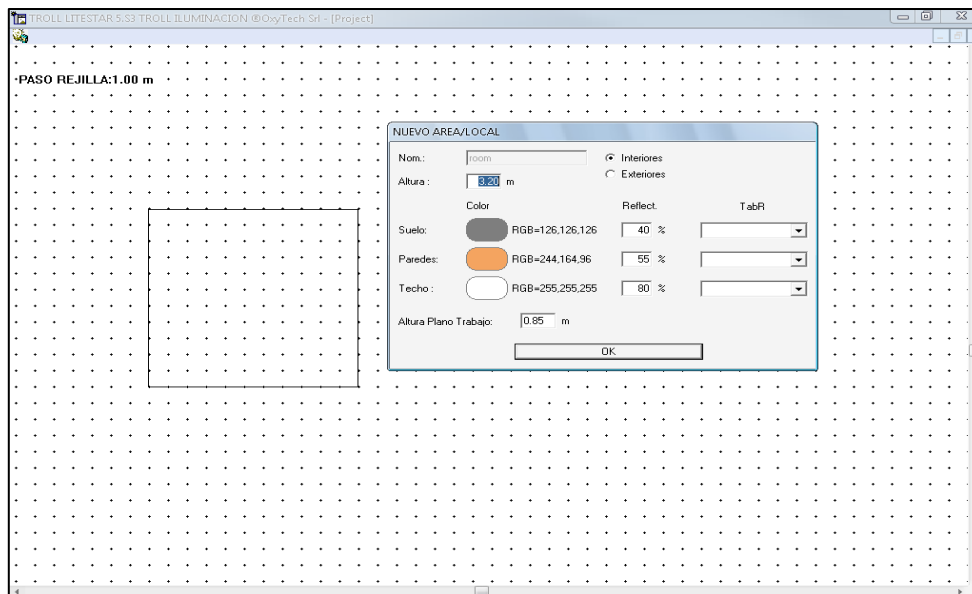 TROLL LITESTAR 5.S3 TROLL ILUMINACION ®OxyTech Srl - [Project]
PASO REJILLA:1.00 m
NUEVO AREA/LOCAL
Nom.: room Interiores
Altura : 3.20 m Exteriores
Color Reflect. TabR
Suelo: RGB=126,126,126 40 %
Paredes: RGB=244,164,96 55 %
Techo : RGB=255,255,255 80 %
Altura Plano Trabajo: 0.85 m
OK